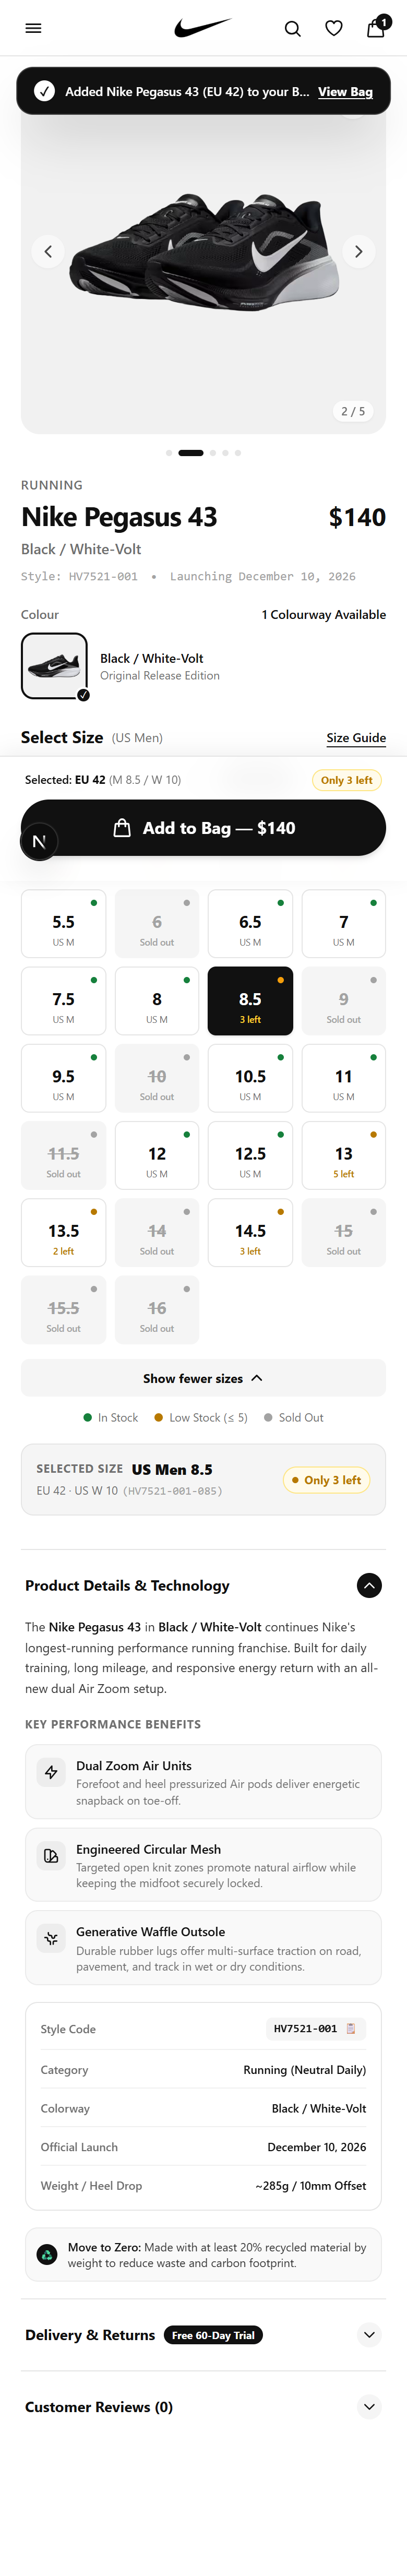 1
Added Nike Pegasus 43 (EU 42) to your B... View Bag
2 / 5
RUNNING
Nike Pegasus 43 $140
Black / White-Volt
Style: HV7521-001 • Launching December 10, 2026
Colour 1 Colourway Available
Black / White-Volt
Original Release Edition
Select Size (US Men) Size Guide
Selected: EU 42 (M 8.5 / W 10) Only 3 left
Add to Bag — $140
N
5.5 6 6.5 7
US M Sold out US M US M
7.5 8 8.5 9
US M US M 3 left Sold out
9.5 10 10.5 11
US M Sold out US M US M
11.5 12 12.5 13
Sold out US M US M 5 left
13.5 14 14.5 15
2 left Sold out 3 left Sold out
15.5 16
Sold out Sold out
Show fewer sizes
In Stock Low Stock (≤ 5) Sold Out
SELECTED SIZE US Men 8.5
EU 42 · US W 10 (HV7521-001-085)
Only 3 left
Product Details & Technology
The Nike Pegasus 43 in Black / White-Volt continues Nike's
longest-running performance running franchise. Built for daily
training, long mileage, and responsive energy return with an all-
new dual Air Zoom setup.
KEY PERFORMANCE BENEFITS
Dual Zoom Air Units
Forefoot and heel pressurized Air pods deliver energetic
snapback on toe-off.
Engineered Circular Mesh
Targeted open knit zones promote natural airflow while
keeping the midfoot securely locked.
Generative Waffle Outsole
Durable rubber lugs offer multi-surface traction on road,
pavement, and track in wet or dry conditions.
Style Code HV7521-001
Category Running (Neutral Daily)
Colorway Black / White-Volt
Official Launch December 10, 2026
Weight / Heel Drop ~285g / 10mm Offset
Move to Zero: Made with at least 20% recycled material by
weight to reduce waste and carbon footprint.
Delivery & Returns Free 60-Day Trial
Customer Reviews (0)